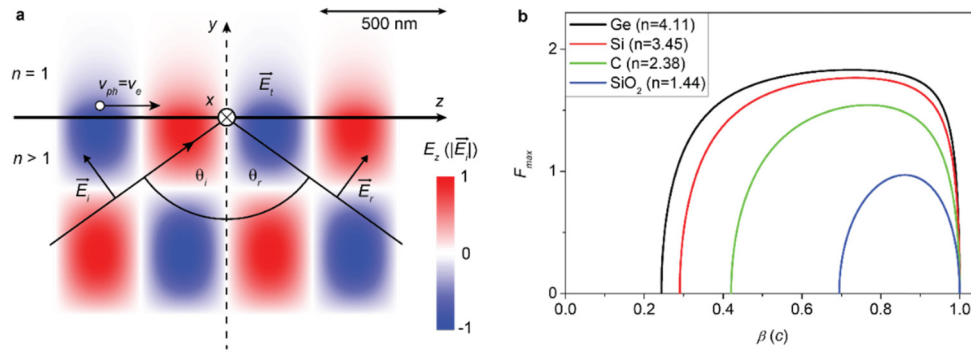 a
y
500 nm
n = 1
v_ph=v_e
x
E_t
z
n > 1
E_i
θ_i
θ_r
E_r
E_z (|E_i|)
1
0
-1
b
Ge (n=4.11)
Si (n=3.45)
C (n=2.38)
SiO₂ (n=1.44)
F_max
2
1
0
0.0 0.2 0.4 0.6 0.8 1.0
β (c)